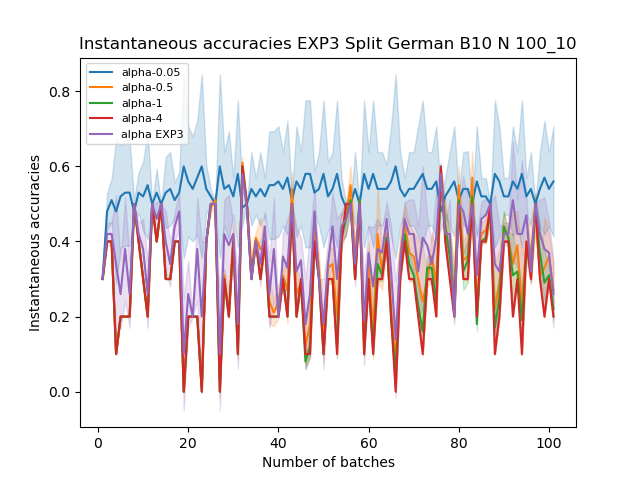 Instantaneous accuracies EXP3 Split German B10 N 100_10
alpha-0.05
alpha-0.5
alpha-1
alpha-4
alpha EXP3
0.8
0.6
0.4
0.2
0.0
Instantaneous accuracies
0 20 40 60 80 100
Number of batches